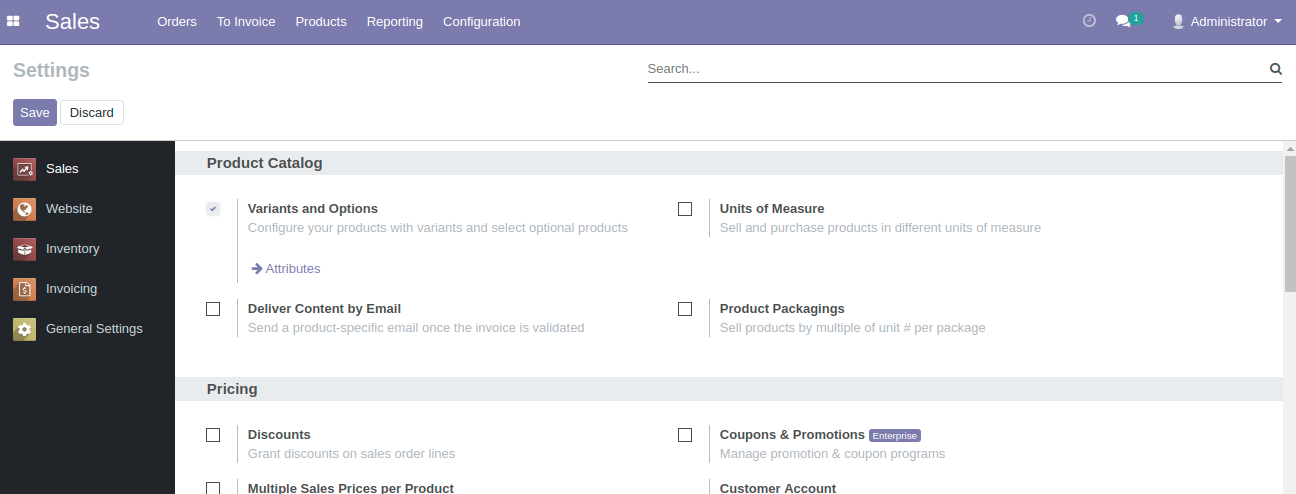 Sales Orders To Invoice Products Reporting Configuration 1 Administrator
Settings Search...
Save Discard
Sales
Website
Inventory
Invoicing
General Settings
Product Catalog
Variants and Options
Configure your products with variants and select optional products
Attributes
Units of Measure
Sell and purchase products in different units of measure
Deliver Content by Email
Send a product-specific email once the invoice is validated
Product Packagings
Sell products by multiple of unit # per package
Pricing
Discounts
Grant discounts on sales order lines
Coupons & Promotions Enterprise
Manage promotion & coupon programs
Multiple Sales Prices per Product
Customer Account